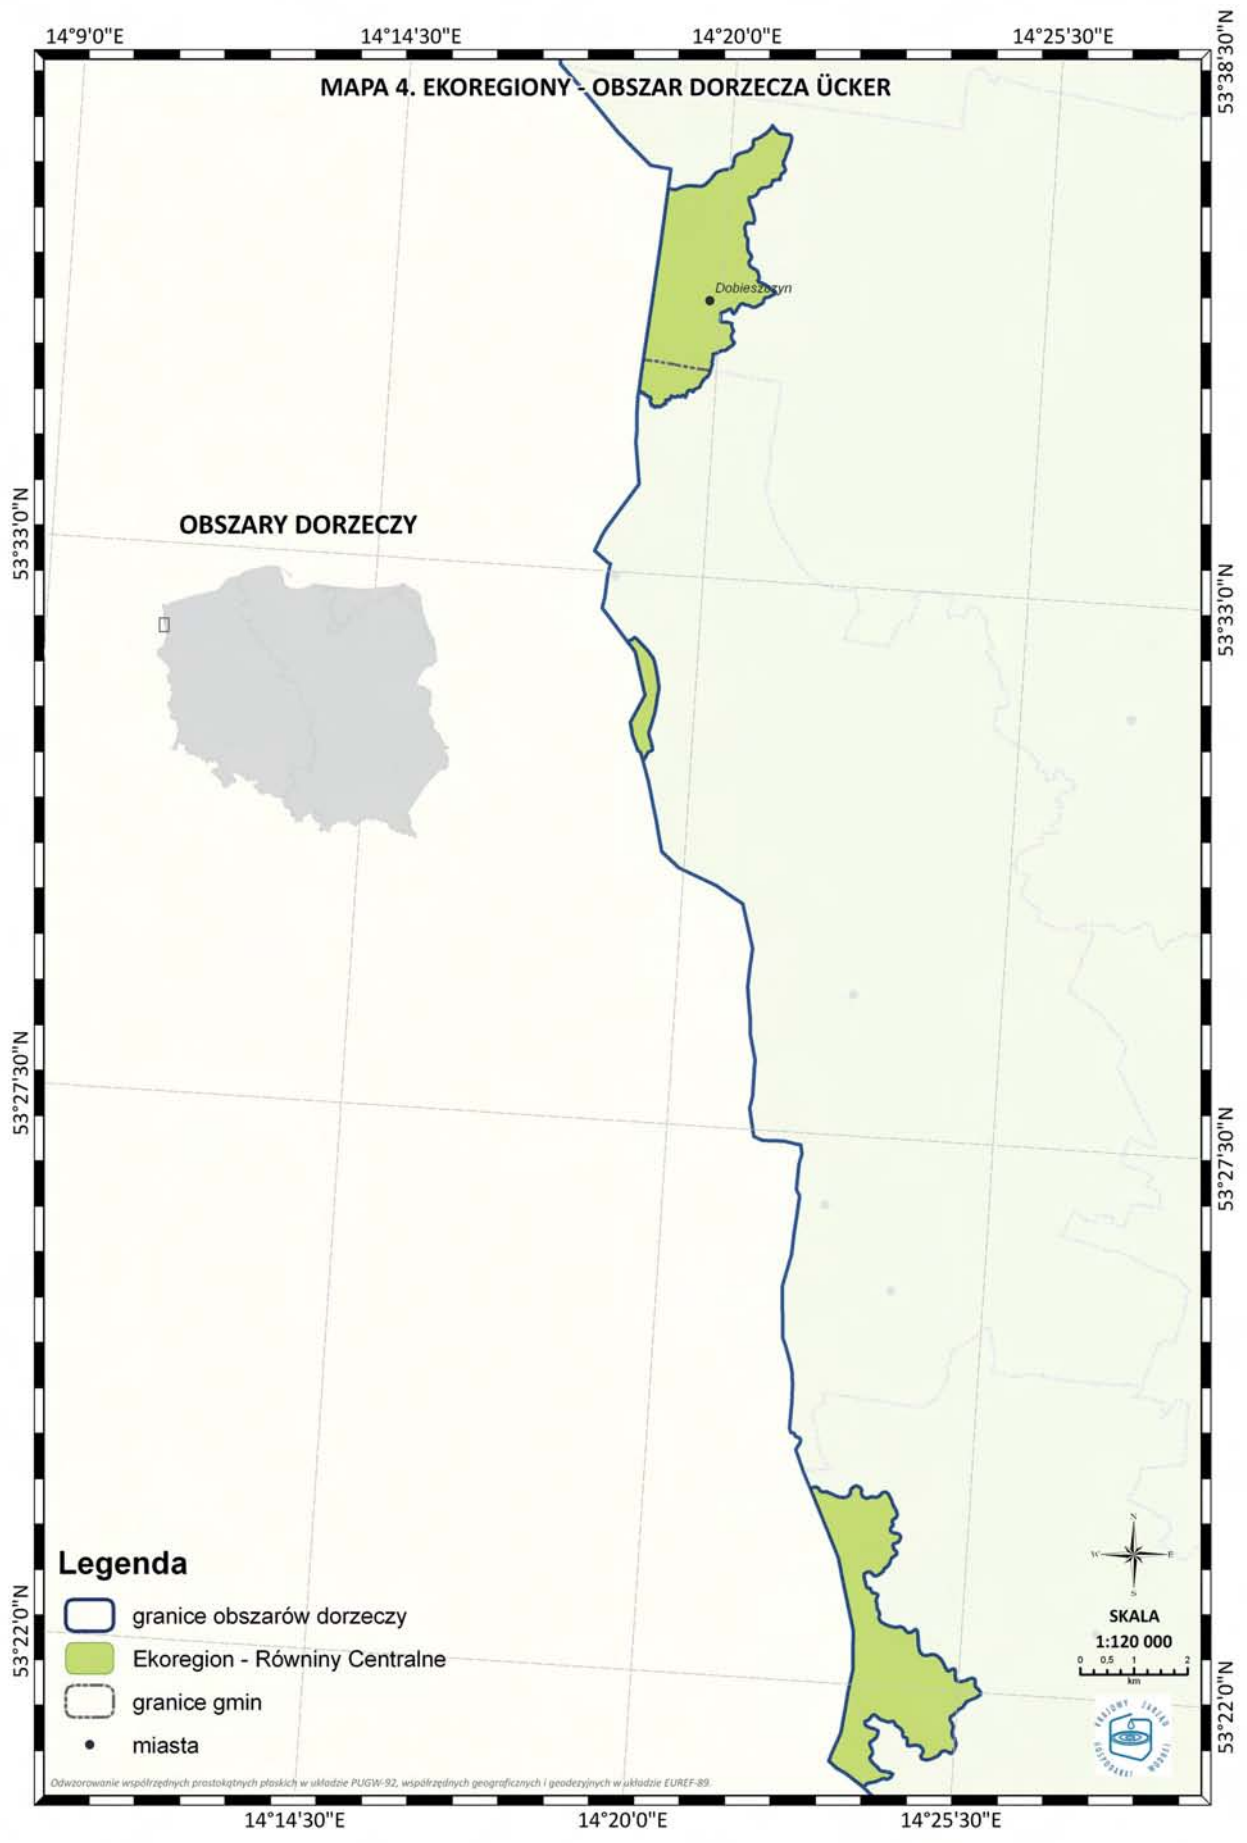 14°9'0"E 14°14'30"E 14°20'0"E 14°25'30"E
53°38'30"N
MAPA 4. EKOREGIONY - OBSZAR DORZECZA ÜCKER
Dobieszczyn
53°33'0"N
OBSZARY DORZECZY
53°33'0"N
53°27'30"N
53°27'30"N
N
W E
S
Legenda
granice obszarów dorzeczy
Ekoregion - Równiny Centralne
granice gmin
miasta
53°22'0"N
SKALA
1:120 000
0 0,5 1 2
km
53°22'0"N
KRAJOWY ZARZĄD
GOSPODARKI WODNEJ
Odwzorowanie współrzędnych prostokątnych płaskich w układzie PUGW-92, współrzędnych geograficznych i geodezyjnych w układzie EUREF-89.
14°14'30"E 14°20'0"E 14°25'30"E